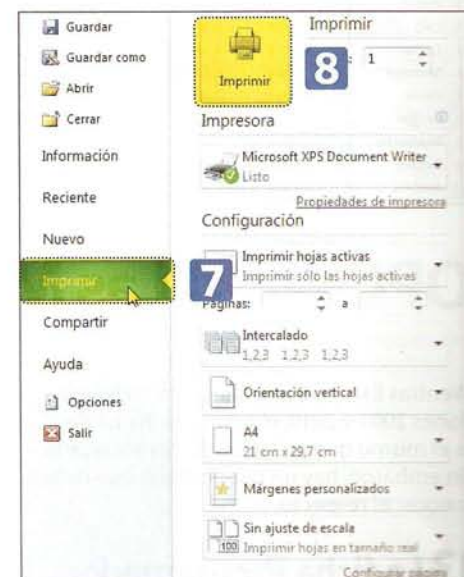 Guardar
Guardar como
Abrir
Cerrar
Información
Reciente
Nuevo
Imprimir
7
Compartir
Ayuda
Opciones
Salir
Imprimir
Imprimir
8
: 1
Impresora
Microsoft XPS Document Writer
Listo
Propiedades de impresora
Configuración
Imprimir hojas activas
Imprimir sólo las hojas activas
Páginas: a
Intercalado
1,2,3 1,2,3 1,2,3
Orientación vertical
A4
21 cm x 29,7 cm
Márgenes personalizados
Sin ajuste de escala
100 Imprimir hojas en tamaño real
Configurar página